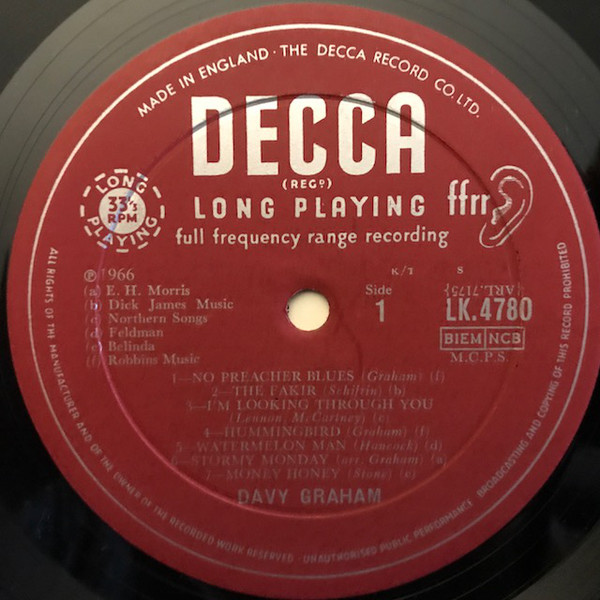 MADE IN ENGLAND · THE DECCA RECORD CO. LTD.
DECCA
(REGD)
LONG PLAYING
33⅓
RPM
LONG PLAYING
ffrr
full frequency range recording
℗ 1966
(a) E. H. Morris
(b) Dick James Music
(c) Northern Songs
(d) Feldman
(e) Belinda
(f) Robbins Music
K/T
S
Side
1
{ARL.7175}
LK.4780
BIEM NCB
M.C.P.S.
1—NO PREACHER BLUES (Graham) (f)
2—THE FAKIR (Schifrin) (b)
3—I'M LOOKING THROUGH YOU
(Lennon, McCartney) (c)
4—HUMMINGBIRD (Graham) (f)
5—WATERMELON MAN (Hancock) (d)
6—STORMY MONDAY (arr. Graham) (a)
7—MONEY HONEY (Stone) (e)
DAVY GRAHAM
ALL RIGHTS OF THE MANUFACTURER AND OF THE OWNER OF THE RECORDED WORK RESERVED · UNAUTHORISED PUBLIC PERFORMANCE · BROADCASTING AND COPYING OF THIS RECORD PROHIBITED